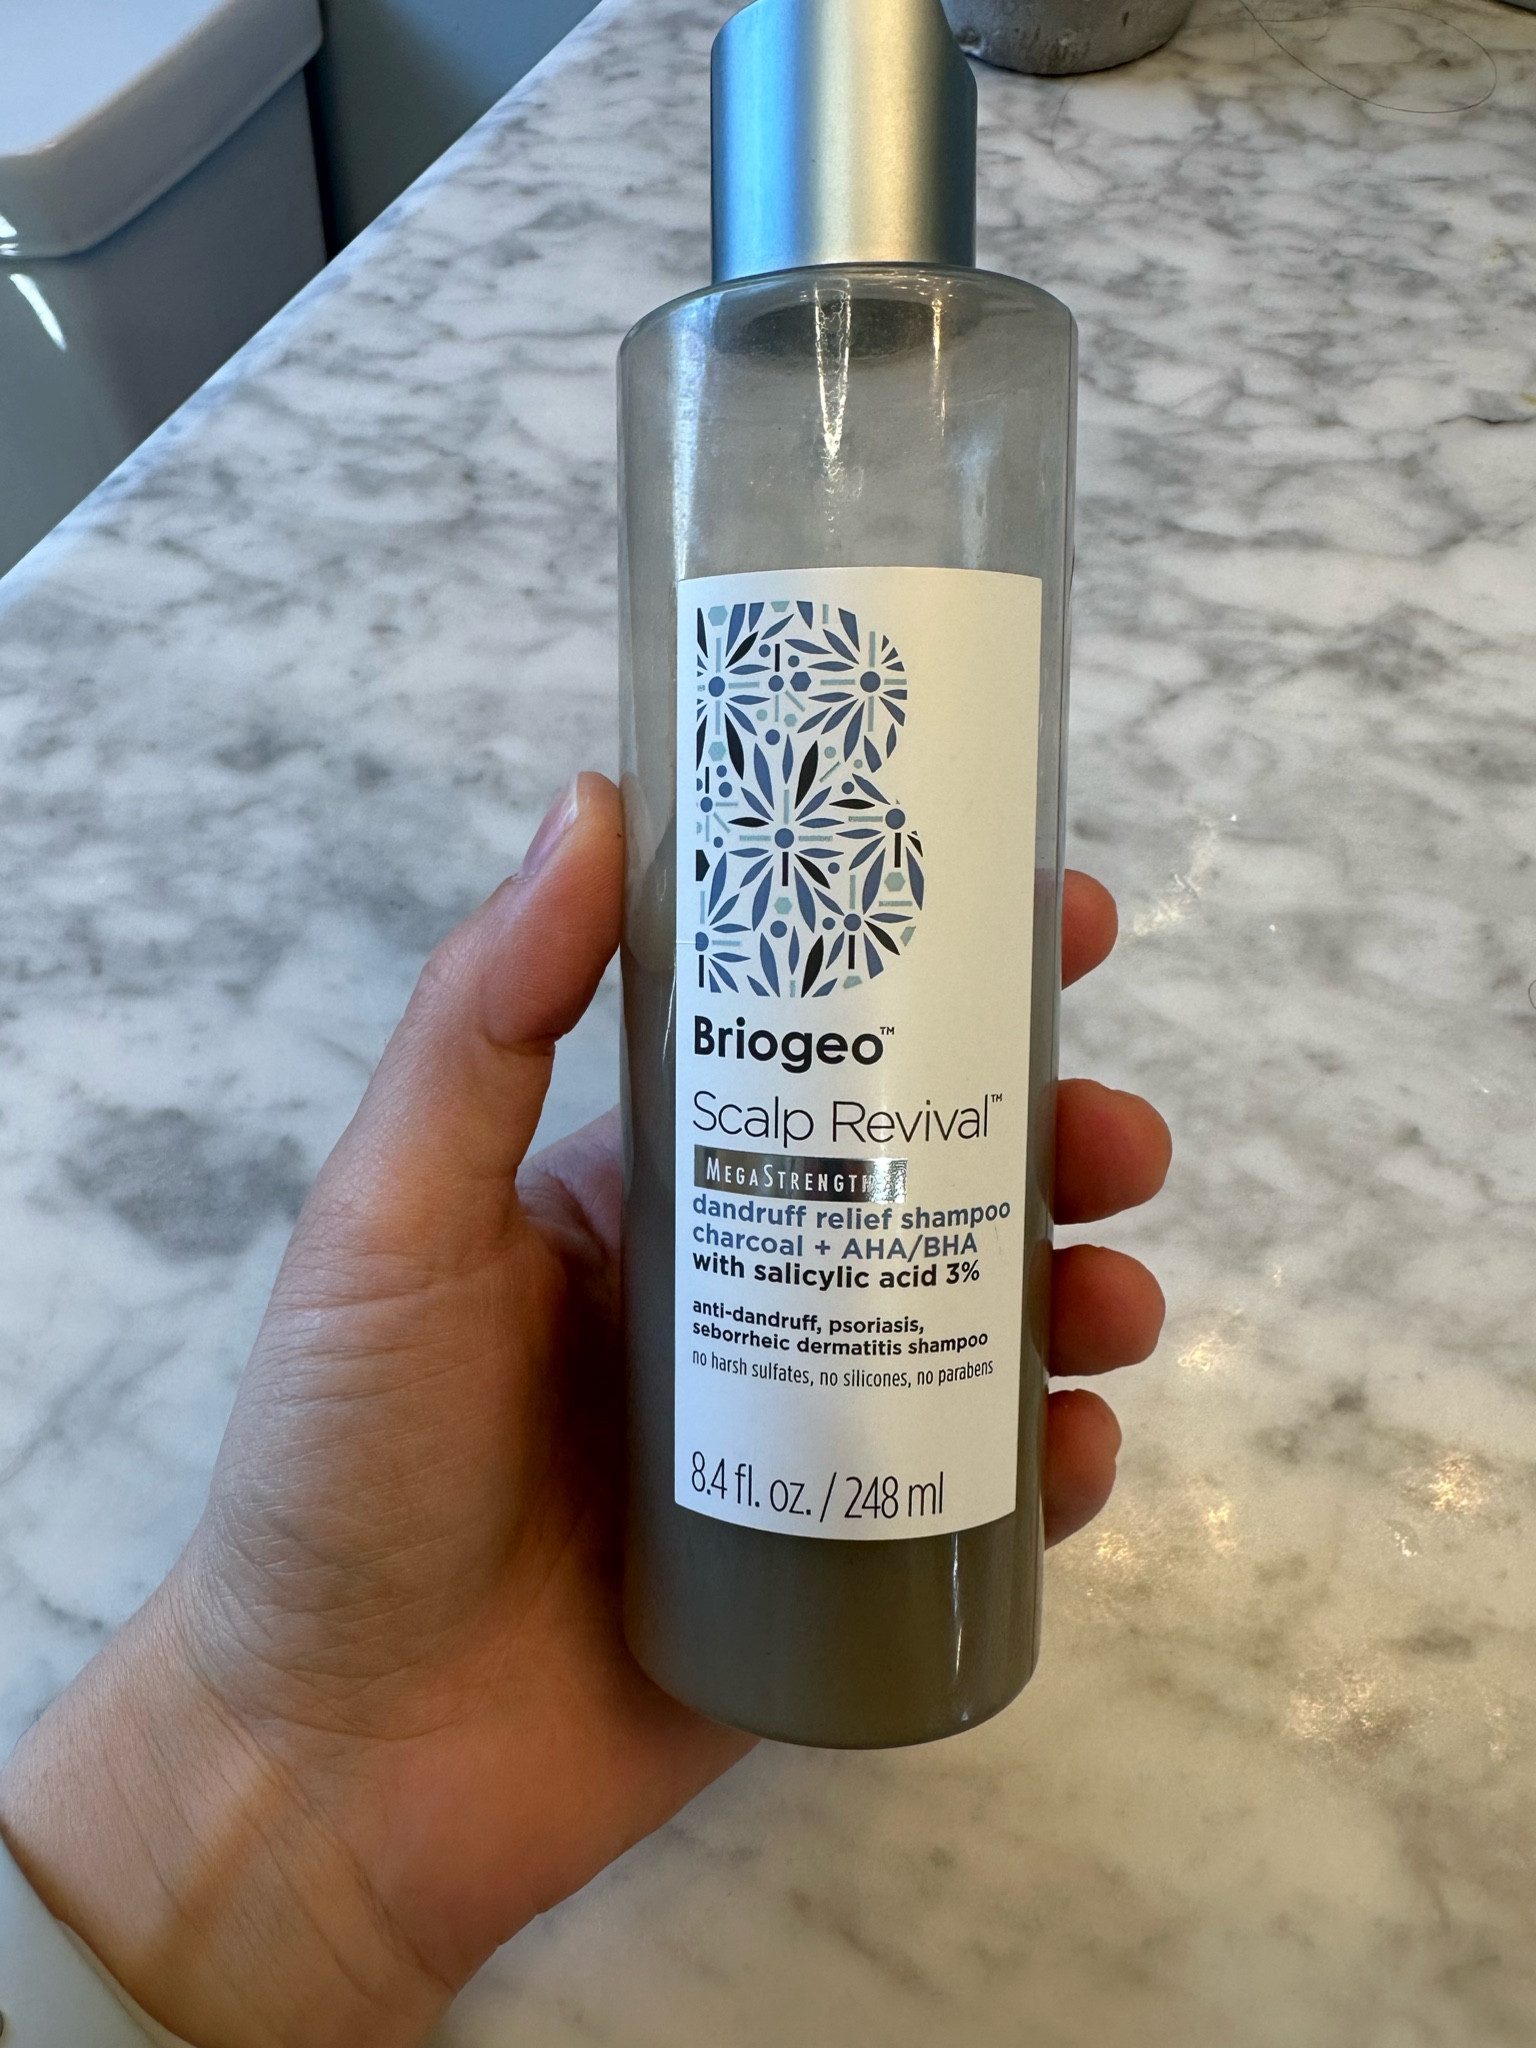 Briogeo™
Scalp Revival™
MEGASTRENGTH
dandruff relief shampoo
charcoal + AHA/BHA
with salicylic acid 3%
anti-dandruff, psoriasis,
seborrheic dermatitis shampoo
no harsh sulfates, no silicones, no parabens
8.4 fl. oz. / 248 ml